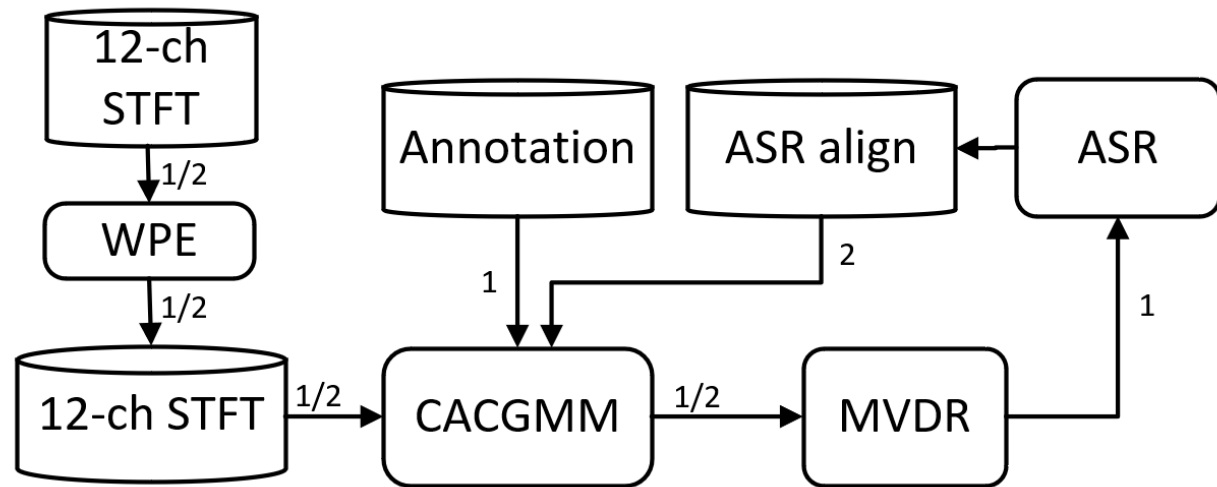 12-ch
STFT
1/2
WPE
1/2
12-ch STFT
1/2
Annotation
1
ASR align
2
ASR
CACGMM
1/2
MVDR
1